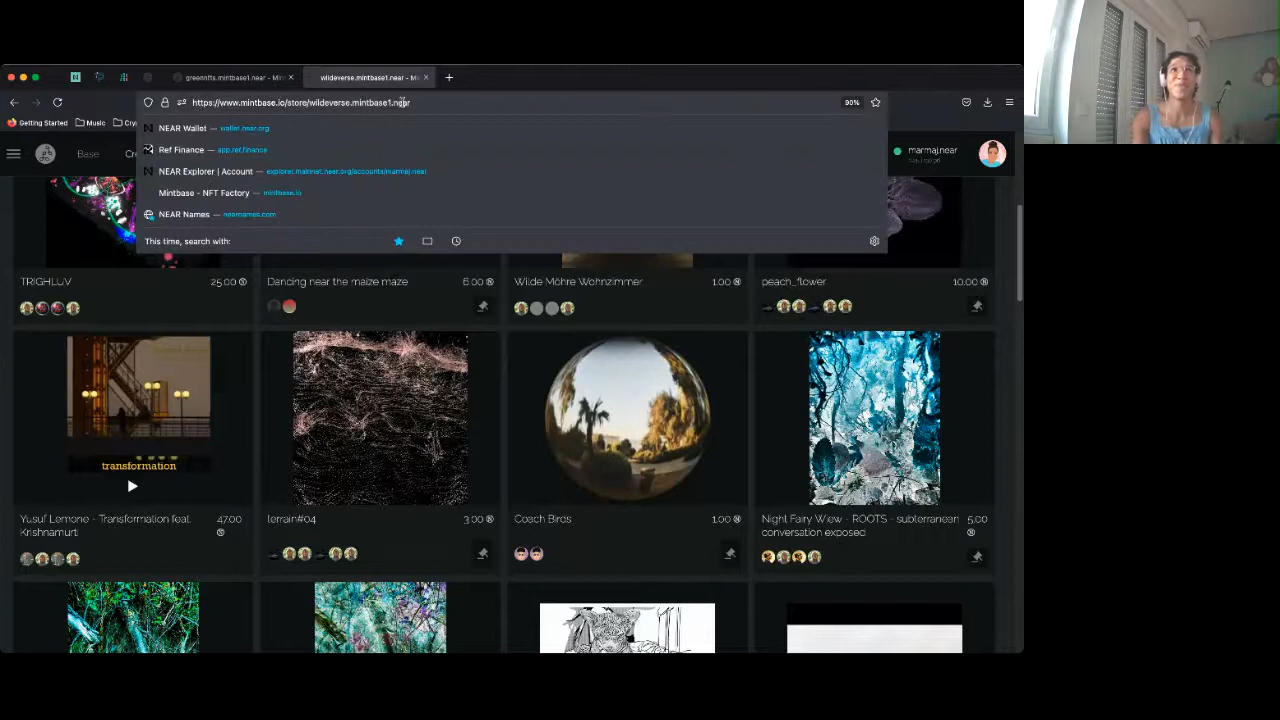 greennfts.mintbase1.near - Min
wildeverse.mintbase1.near - M
https://www.mintbase.io/store/wildeverse.mintbase1.near
90%
Getting Started
Music
NEAR Wallet — wallet.near.org
Ref Finance — app.ref.finance
NEAR Explorer | Account — explorer.mainnet.near.org/accounts/marmaj.near
Mintbase - NFT Factory — mintbase.io
NEAR Names — nearnames.com
This time, search with:
Base
marmaj.near
TRIGHLUV 25.00
Dancing near the maize maze 6.00
Wilde Möhre Wohnzimmer 1.00
peach_flower 10.00
transformation
Yusuf Lemone - Transformation feat. Krishnamurti 47.00
terrain#04 3.00
Coach Birds 1.00
Night Fairy Wiew - ROOTS - subterranean conversation exposed 5.00